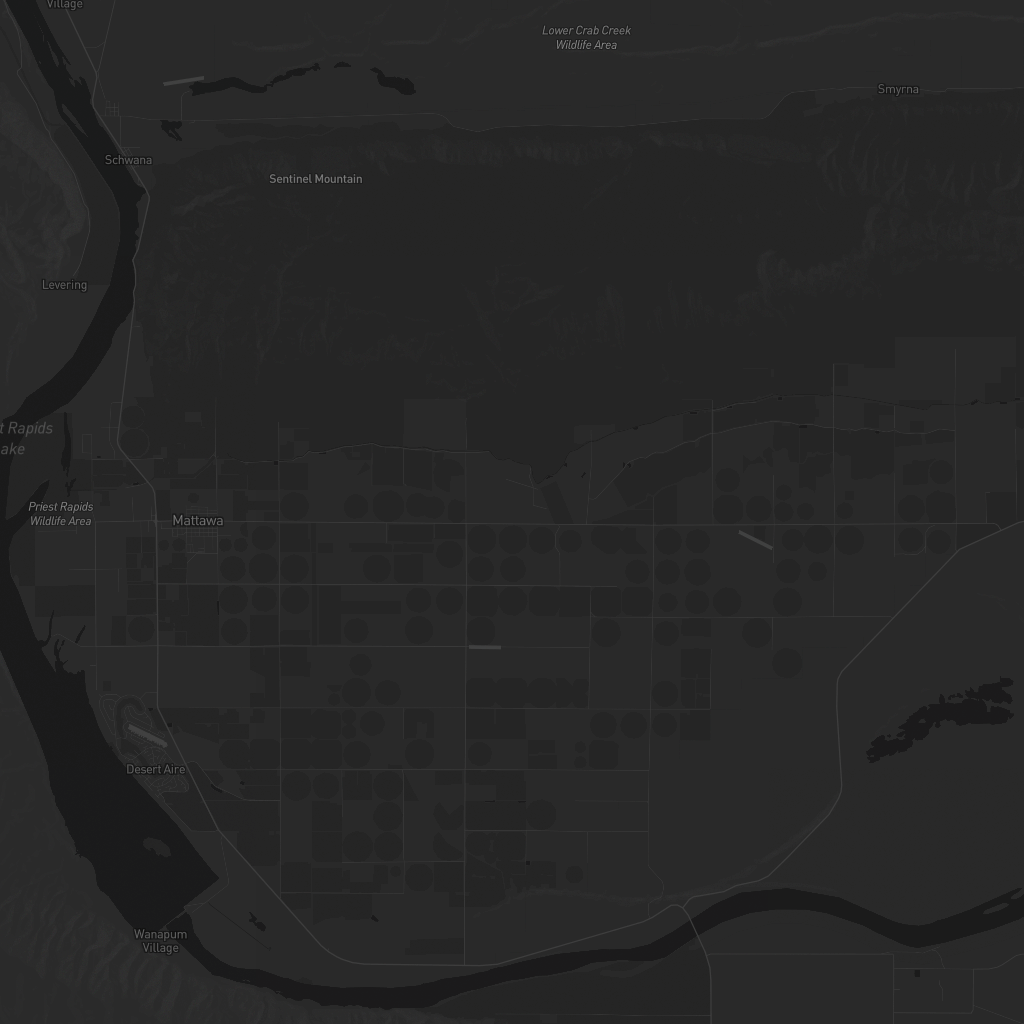 Village
Lower Crab Creek
Wildlife Area
Smyrna
Schwana
Sentinel Mountain
Levering
t Rapids
ake
Priest Rapids
Wildlife Area
Mattawa
Desert Aire
Wanapum
Village